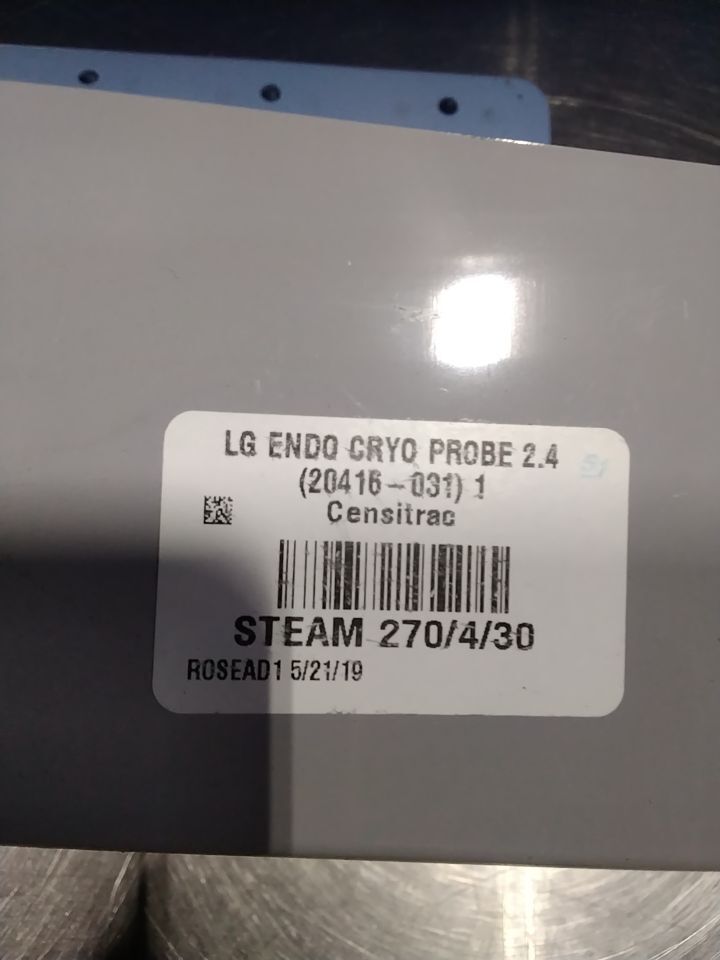 LG ENDO CRYO PROBE 2.4
(20416-031) 1
Censitrac
STEAM 270/4/30
ROSEAD1 5/21/19